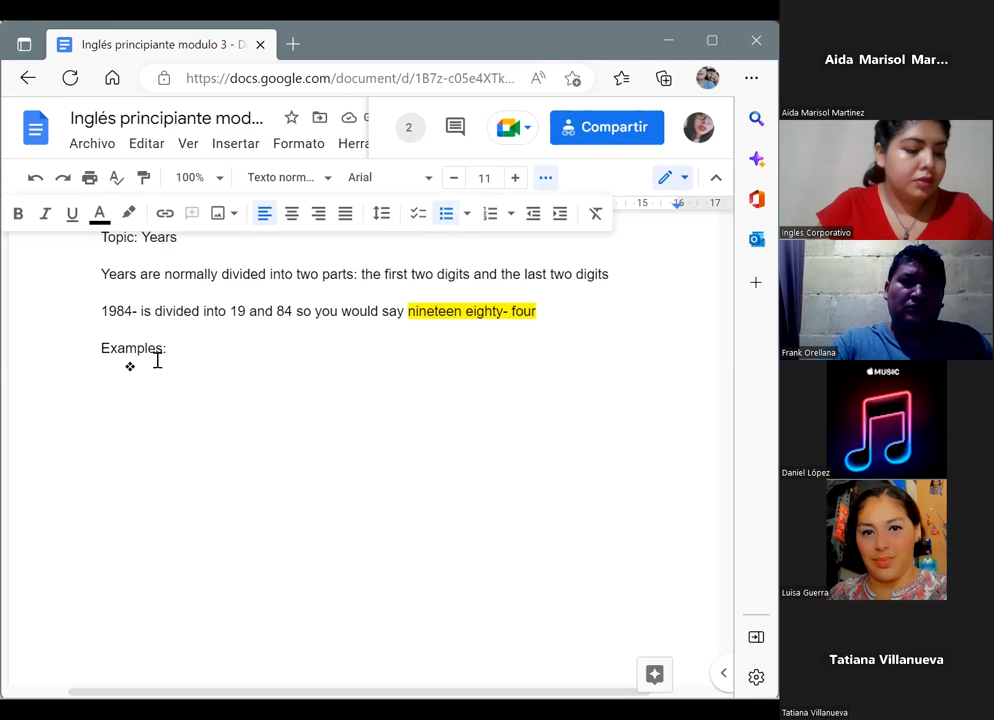 Aida Marisol Mar...
Inglés principiante modulo 3 - D
https://docs.google.com/document/d/1B7z-c05e4XTk...
Aida Marisol Martinez
Inglés principiante mod...
2
Compartir
Archivo Editar Ver Insertar Formato Herra
100% Texto norm... Arial 11
15 16 17
Ingles Corporativo
Topic: Years
Years are normally divided into two parts: the first two digits and the last two digits
1984- is divided into 19 and 84 so you would say nineteen eighty- four
Examples:
Frank Orellana
MUSIC
Daniel López
Luisa Guerra
Tatiana Villanueva
Tatiana Villanueva